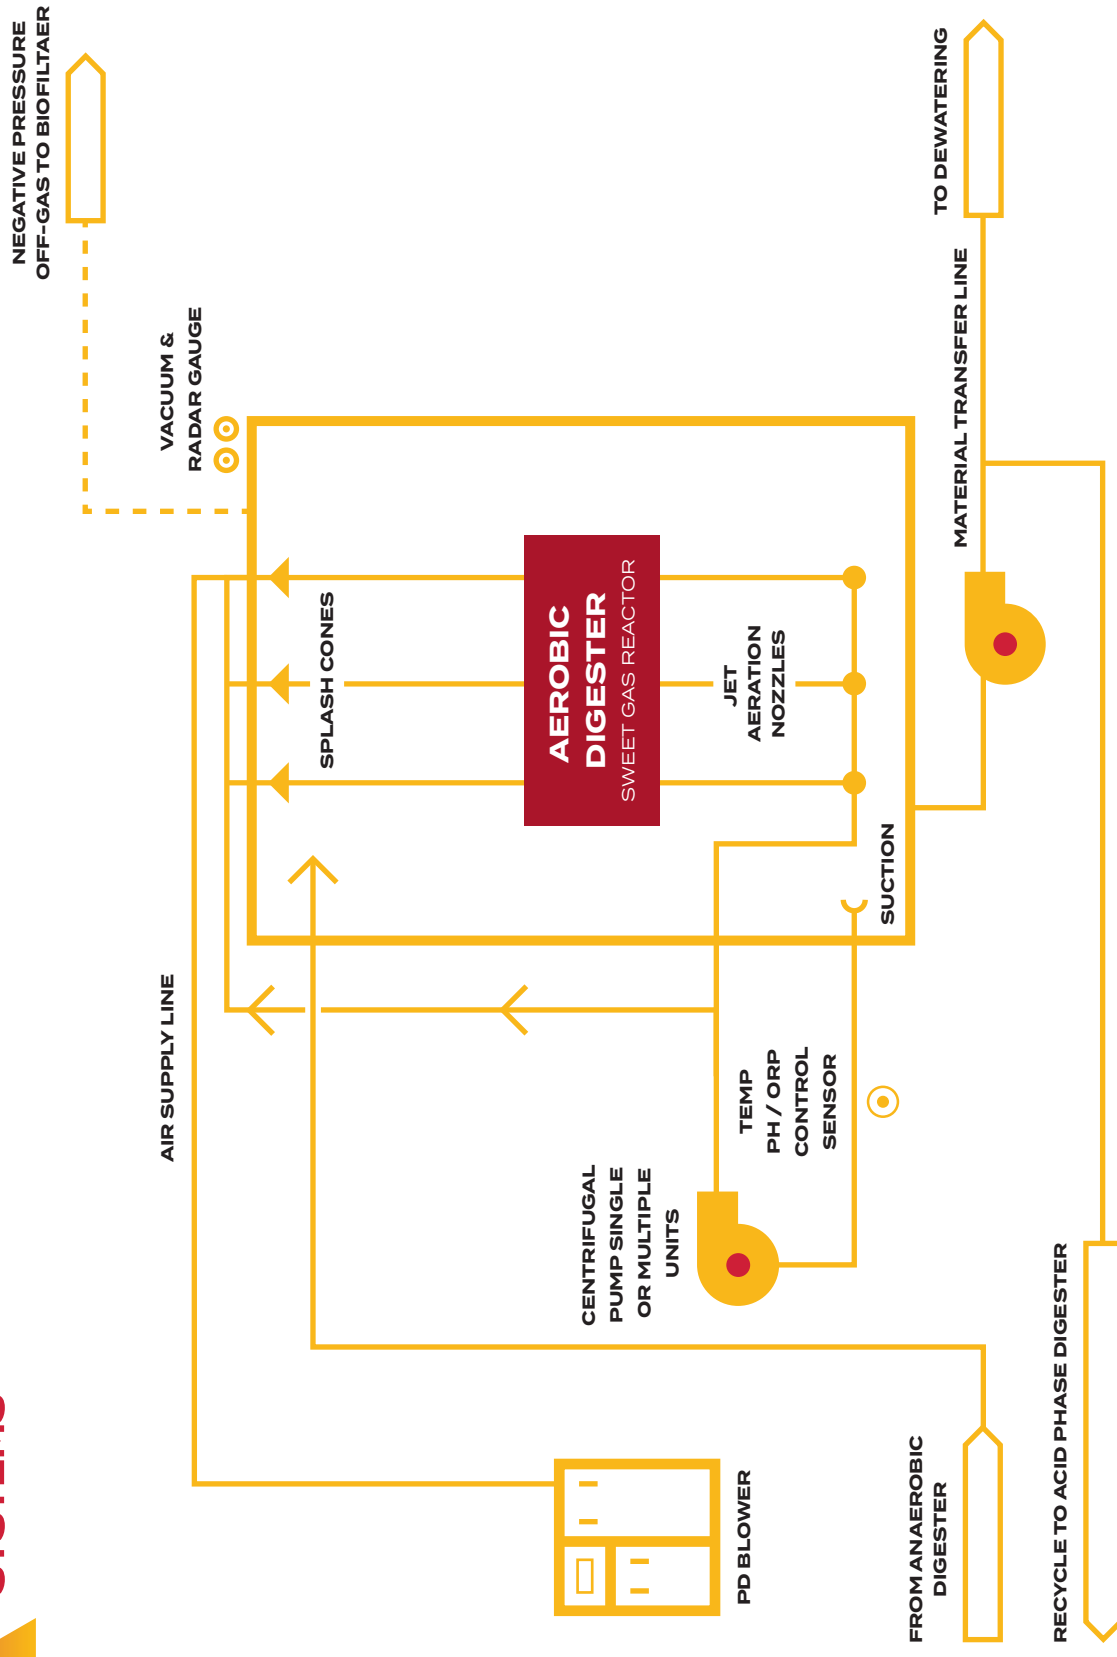 NEGATIVE PRESSURE
OFF-GAS TO BIOFILTAER
VACUUM &
RADAR GAUGE
AIR SUPPLY LINE
SPLASH CONES
AEROBIC
DIGESTER
SWEET GAS REACTOR
JET
AERATION
NOZZLES
SUCTION
CENTRIFUGAL
PUMP SINGLE
OR MULTIPLE
UNITS
TEMP
PH / ORP
CONTROL
SENSOR
PD BLOWER
FROM ANAEROBIC
DIGESTER
TO DEWATERING
MATERIAL TRANSFER LINE
RECYCLE TO ACID PHASE DIGESTER